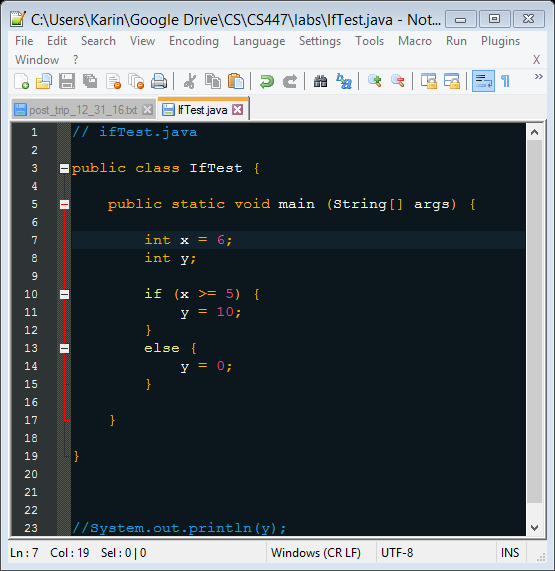 C:\Users\Karin\Google Drive\CS\CS447\labs\IfTest.java - Not...
File Edit Search View Encoding Language Settings Tools Macro Run Plugins
Window ? X
post_trip_12_31_16.txt IfTest.java
1 // ifTest.java
2
3 public class IfTest {
4
5 public static void main (String[] args) {
6
7 int x = 6;
8 int y;
9
10 if (x >= 5) {
11 y = 10;
12 }
13 else {
14 y = 0;
15 }
16
17 }
18
19 }
20
21
22
23 //System.out.println(y);
Ln : 7 Col : 19 Sel : 0 | 0 Windows (CR LF) UTF-8 INS